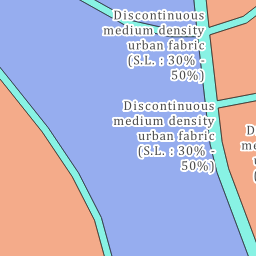 Discontinuous
medium density
urban fabric
(S.L. : 30% -
50%)
Discontinuous
medium density
urban fabric
(S.L. : 30% -
50%)